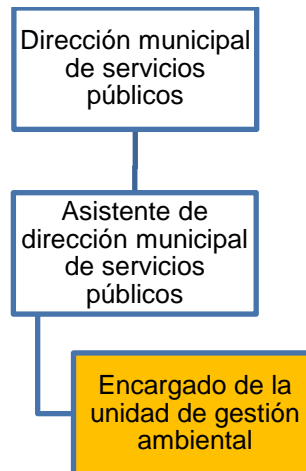 Dirección municipal
de servicios
públicos
Asistente de
dirección municipal
de servicios
públicos
Encargado de la
unidad de gestión
ambiental